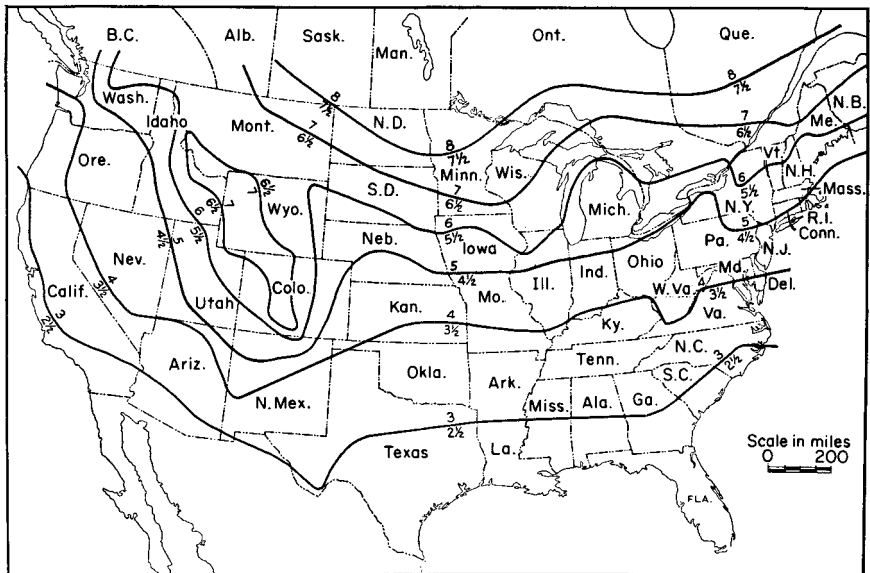 B.C.
Alb.
Sask.
Man.
Ont.
Que.
8
7½
8
7½
Wash.
N.B.
Me.
Idaho
Mont.
7
6½
N.D.
8
7½
7
6½
Ore.
Minn.
Wis.
Vt.
N.H.
6½
7
6½
7
Wyo.
S.D.
7
6½
Mich.
6
5½
N.Y.
Mass.
R.I.
Conn.
6
5½
Neb.
6
5½
Iowa
5
4½
Pa.
N.J.
5
4½
Nev.
Utah
Colo.
5
4½
Ill.
Ind.
Ohio
Md.
Del.
Calif.
3
2½
4
3½
Kan.
Mo.
W.Va.
4
3½
Va.
4
3½
Ky.
Ariz.
N.Mex.
Okla.
Ark.
Tenn.
N.C.
3
2½
S.C.
Miss.
Ala.
Ga.
3
2½
Texas
La.
Scale in miles
0 200
FLA.